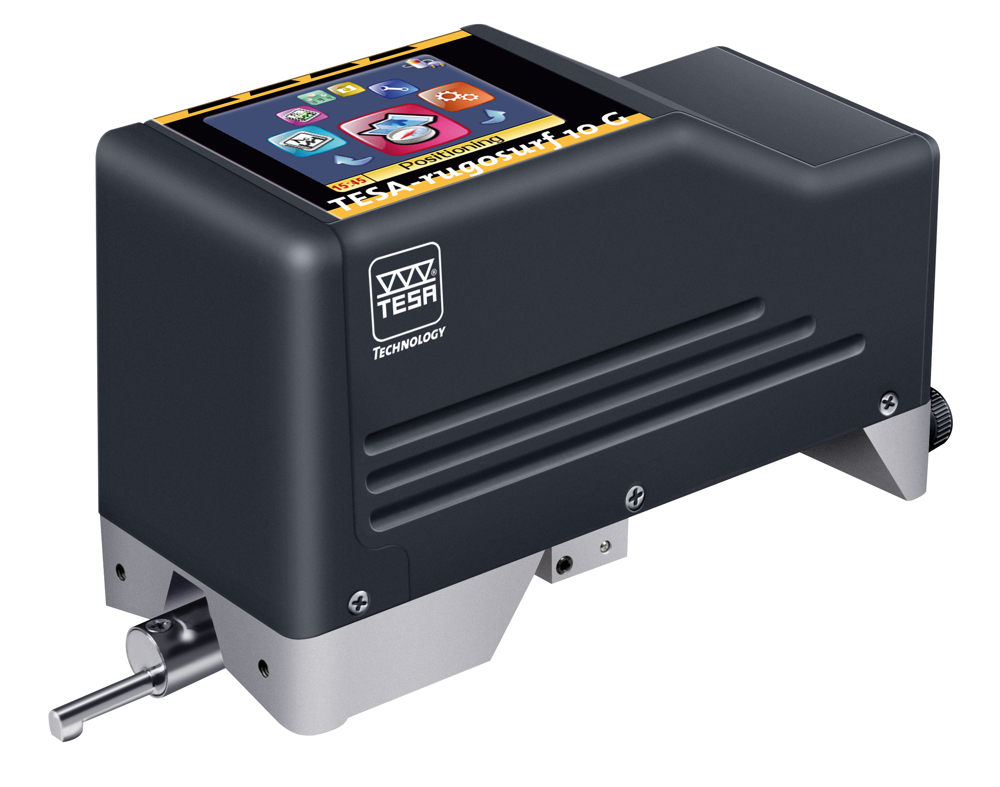 Positioning
15:45
TESA-rugosurf 10 G
®
TESA
TECHNOLOGY